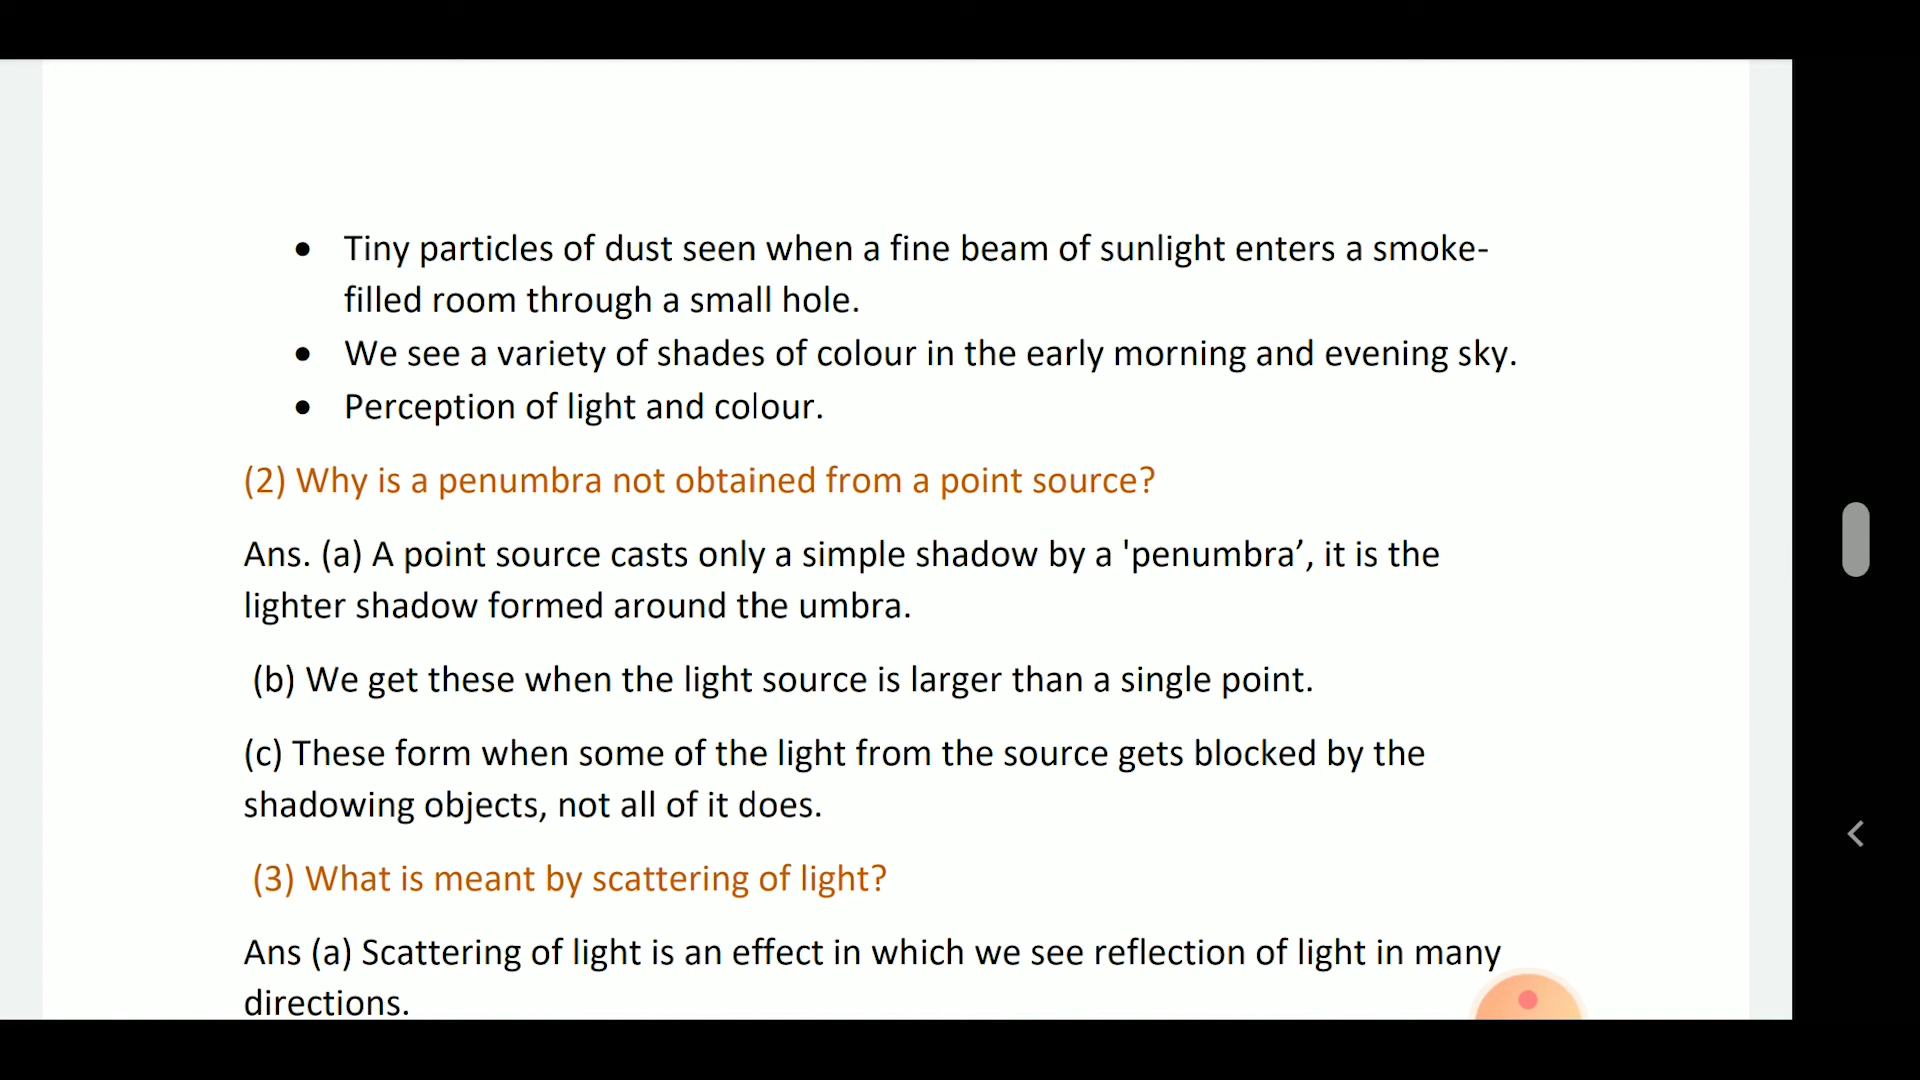 • Tiny particles of dust seen when a fine beam of sunlight enters a smoke-
filled room through a small hole.
• We see a variety of shades of colour in the early morning and evening sky.
• Perception of light and colour.
(2) Why is a penumbra not obtained from a point source?
Ans. (a) A point source casts only a simple shadow by a 'penumbra’, it is the
lighter shadow formed around the umbra.
(b) We get these when the light source is larger than a single point.
(c) These form when some of the light from the source gets blocked by the
shadowing objects, not all of it does.
(3) What is meant by scattering of light?
Ans (a) Scattering of light is an effect in which we see reflection of light in many
directions.